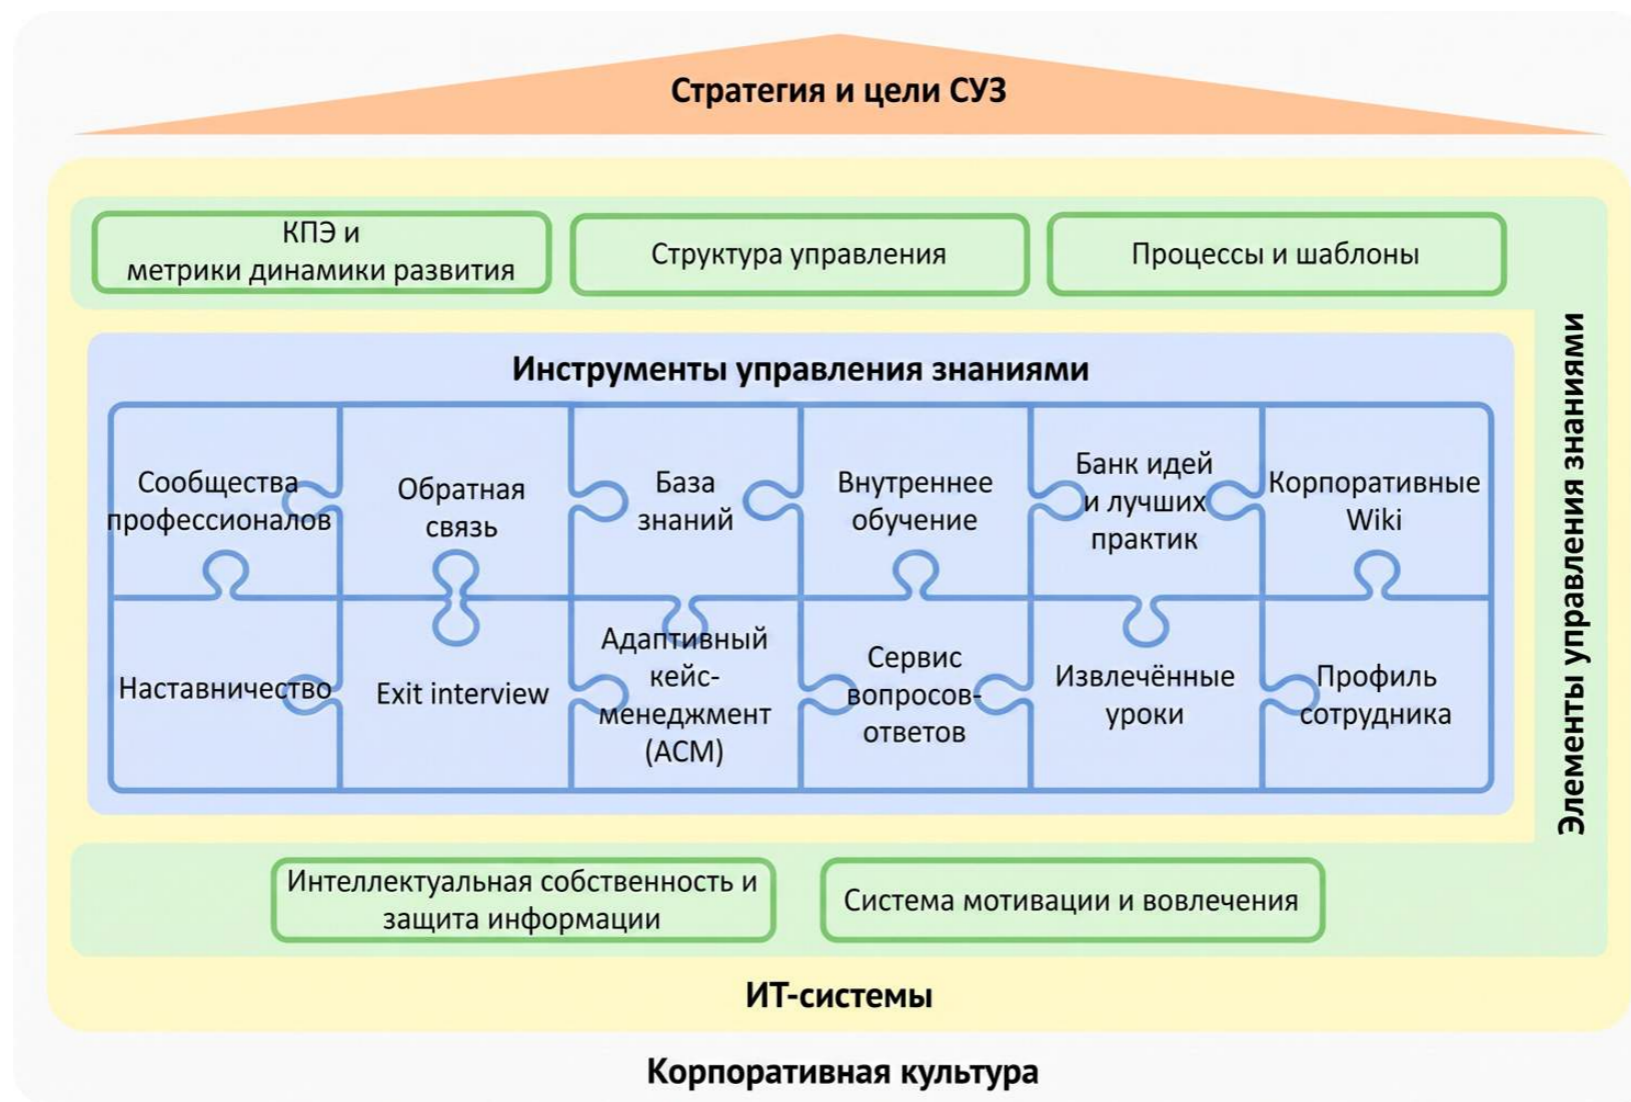 Стратегия и цели СУЗ
КПЭ и
метрики динамики развития
Структура управления
Процессы и шаблоны
Инструменты управления знаниями
Сообщества
профессионалов
Обратная
связь
База
знаний
Внутреннее
обучение
Банк идей
и лучших
практик
Корпоративные
Wiki
Наставничество
Exit interview
Адаптивный
кейс-
менеджмент
(ACM)
Сервис
вопросов-
ответов
Извлечённые
уроки
Профиль
сотрудника
Элементы управления знаниями
Интеллектуальная собственность и
защита информации
Система мотивации и вовлечения
ИТ-системы
Корпоративная культура